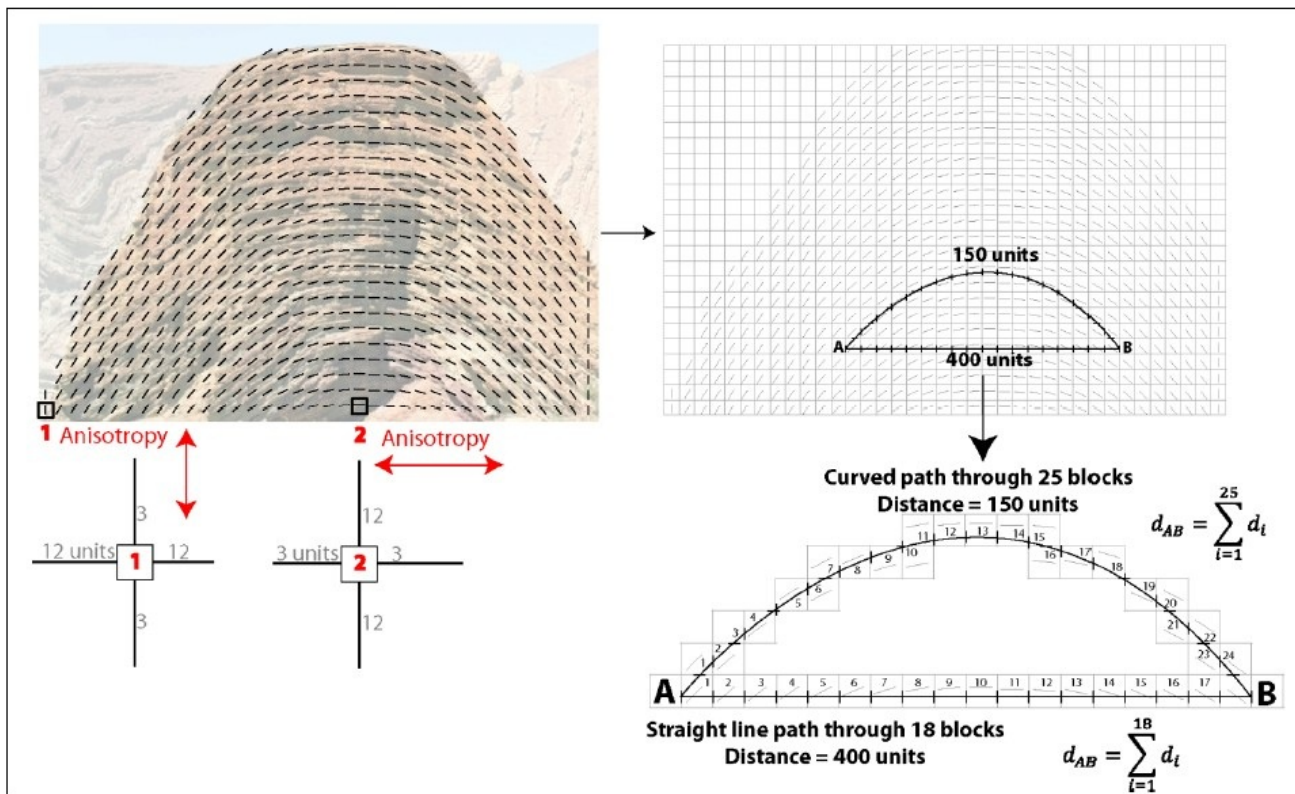 150 units
A
B
400 units
1 Anisotropy
2 Anisotropy
3
12 units
1
12
3
12
3 units
2
3
12
Curved path through 25 blocks
Distance = 150 units
25
d_AB = ∑ d_i
i=1
1
2
3
4
5
6
7
8
9
10
11
12
13
14
15
16
17
18
19
20
21
22
23
24
A
1
2
3
4
5
6
7
8
9
10
11
12
13
14
15
16
17
B
Straight line path through 18 blocks
Distance = 400 units
18
d_AB = ∑ d_i
i=1